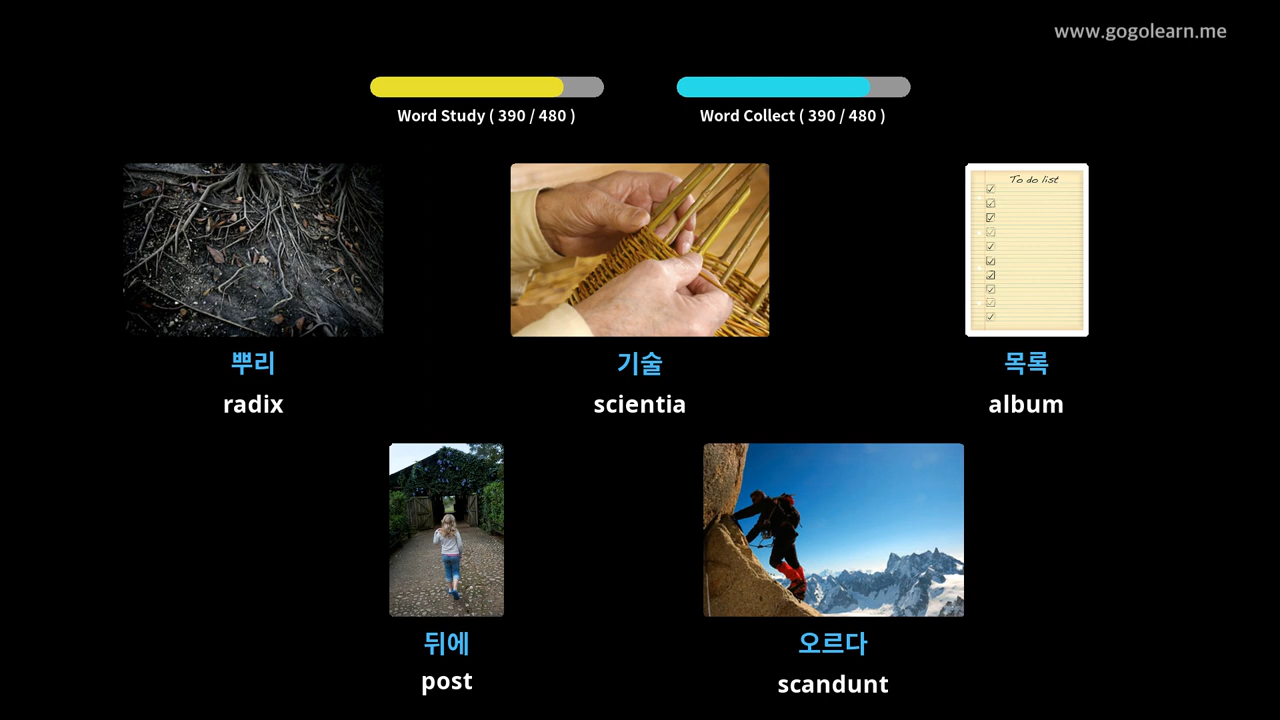 www.gogolearn.me
Word Study ( 390 / 480 )
Word Collect ( 390 / 480 )
To do list
뿌리
radix
기술
scientia
목록
album
뒤에
post
오르다
scandunt